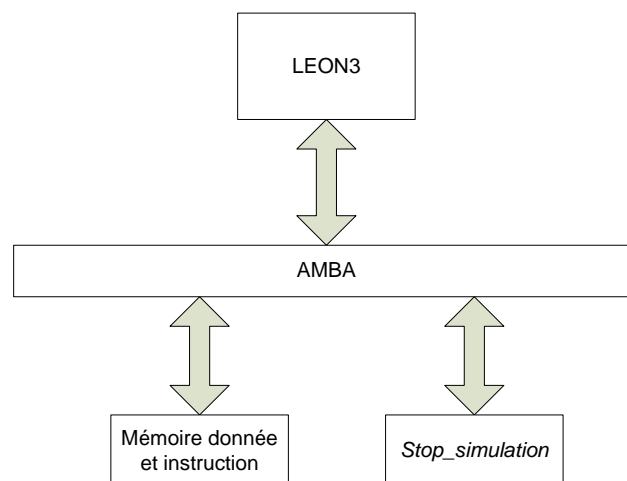 LEON3
AMBA
Mémoire donnée
et instruction
Stop_simulation